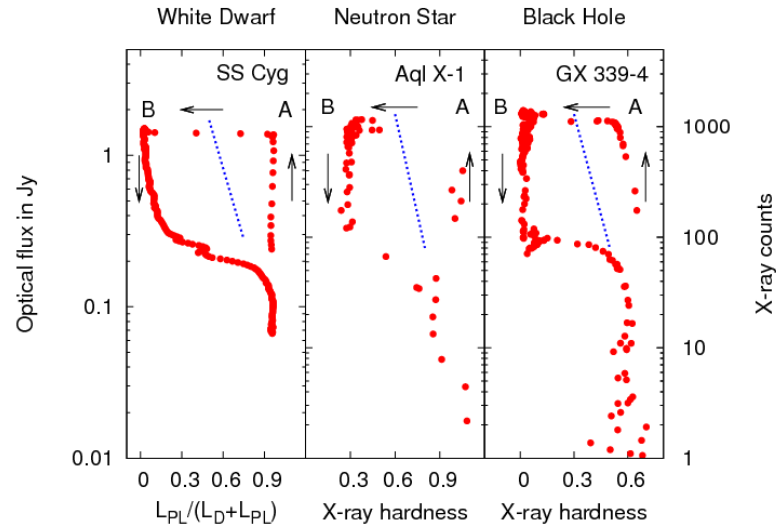 White Dwarf Neutron Star Black Hole
SS Cyg Aql X-1 GX 339-4
B A B A B A
1 1000
100
0.1 10
0.01 1
0 0.3 0.6 0.9 0.3 0.6 0.9 0 0.3 0.6
L_PL/(L_D+L_PL) X-ray hardness X-ray hardness
Optical flux in Jy
X-ray counts